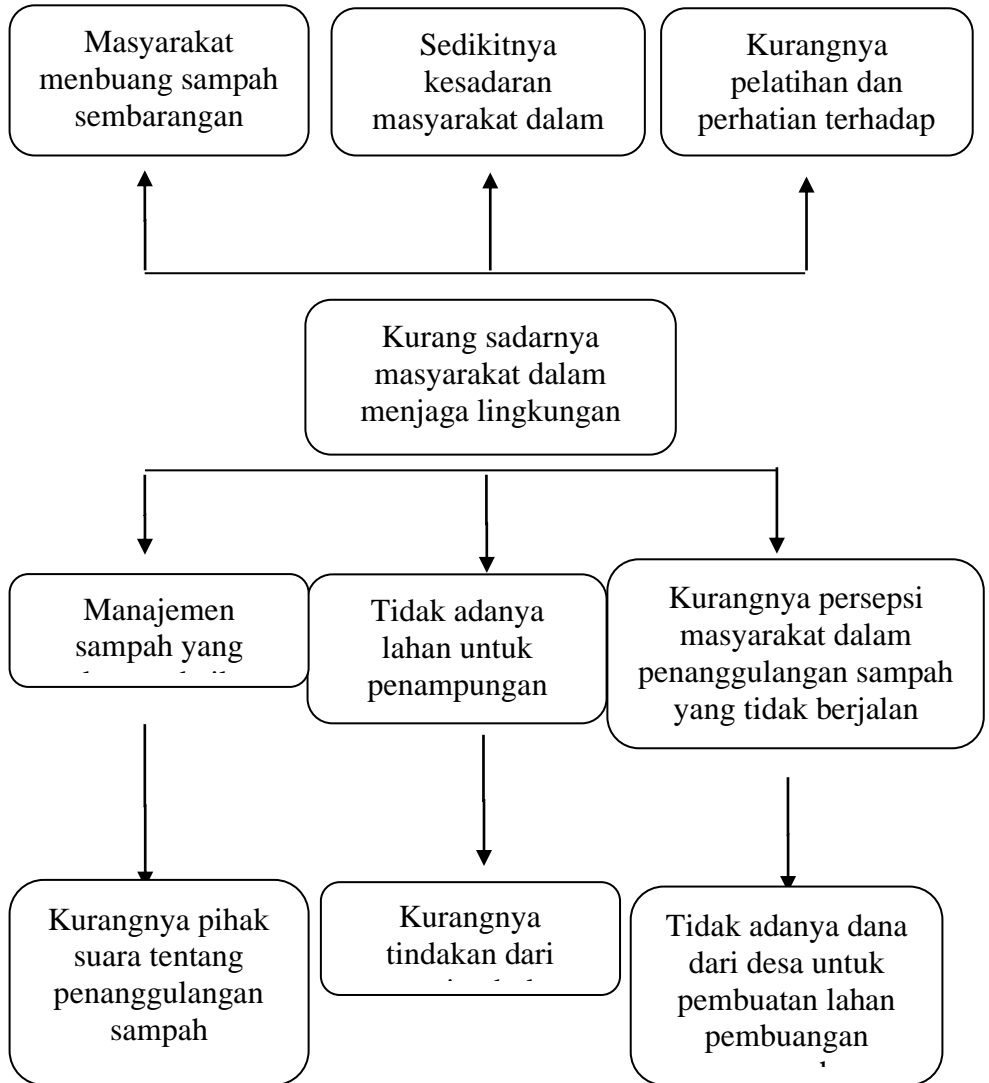 Masyarakat
menbuang sampah
sembarangan
Sedikitnya
kesadaran
masyarakat dalam
Kurangnya
pelatihan dan
perhatian terhadap
Kurang sadarnya
masyarakat dalam
menjaga lingkungan
Manajemen
sampah yang
Tidak adanya
lahan untuk
penampungan
Kurangnya persepsi
masyarakat dalam
penanggulangan sampah
yang tidak berjalan
Kurangnya pihak
suara tentang
penanggulangan
sampah
Kurangnya
tindakan dari
Tidak adanya dana
dari desa untuk
pembuatan lahan
pembuangan